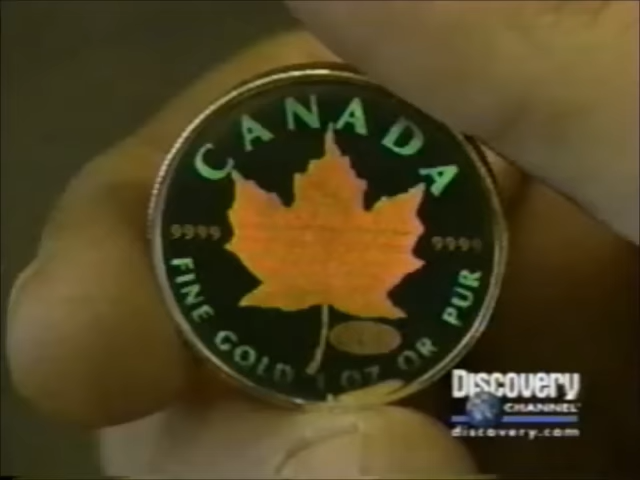 CANADA
9999 9999
FINE GOLD 1 OZ OR PUR
Discovery
CHANNEL
discovery.com